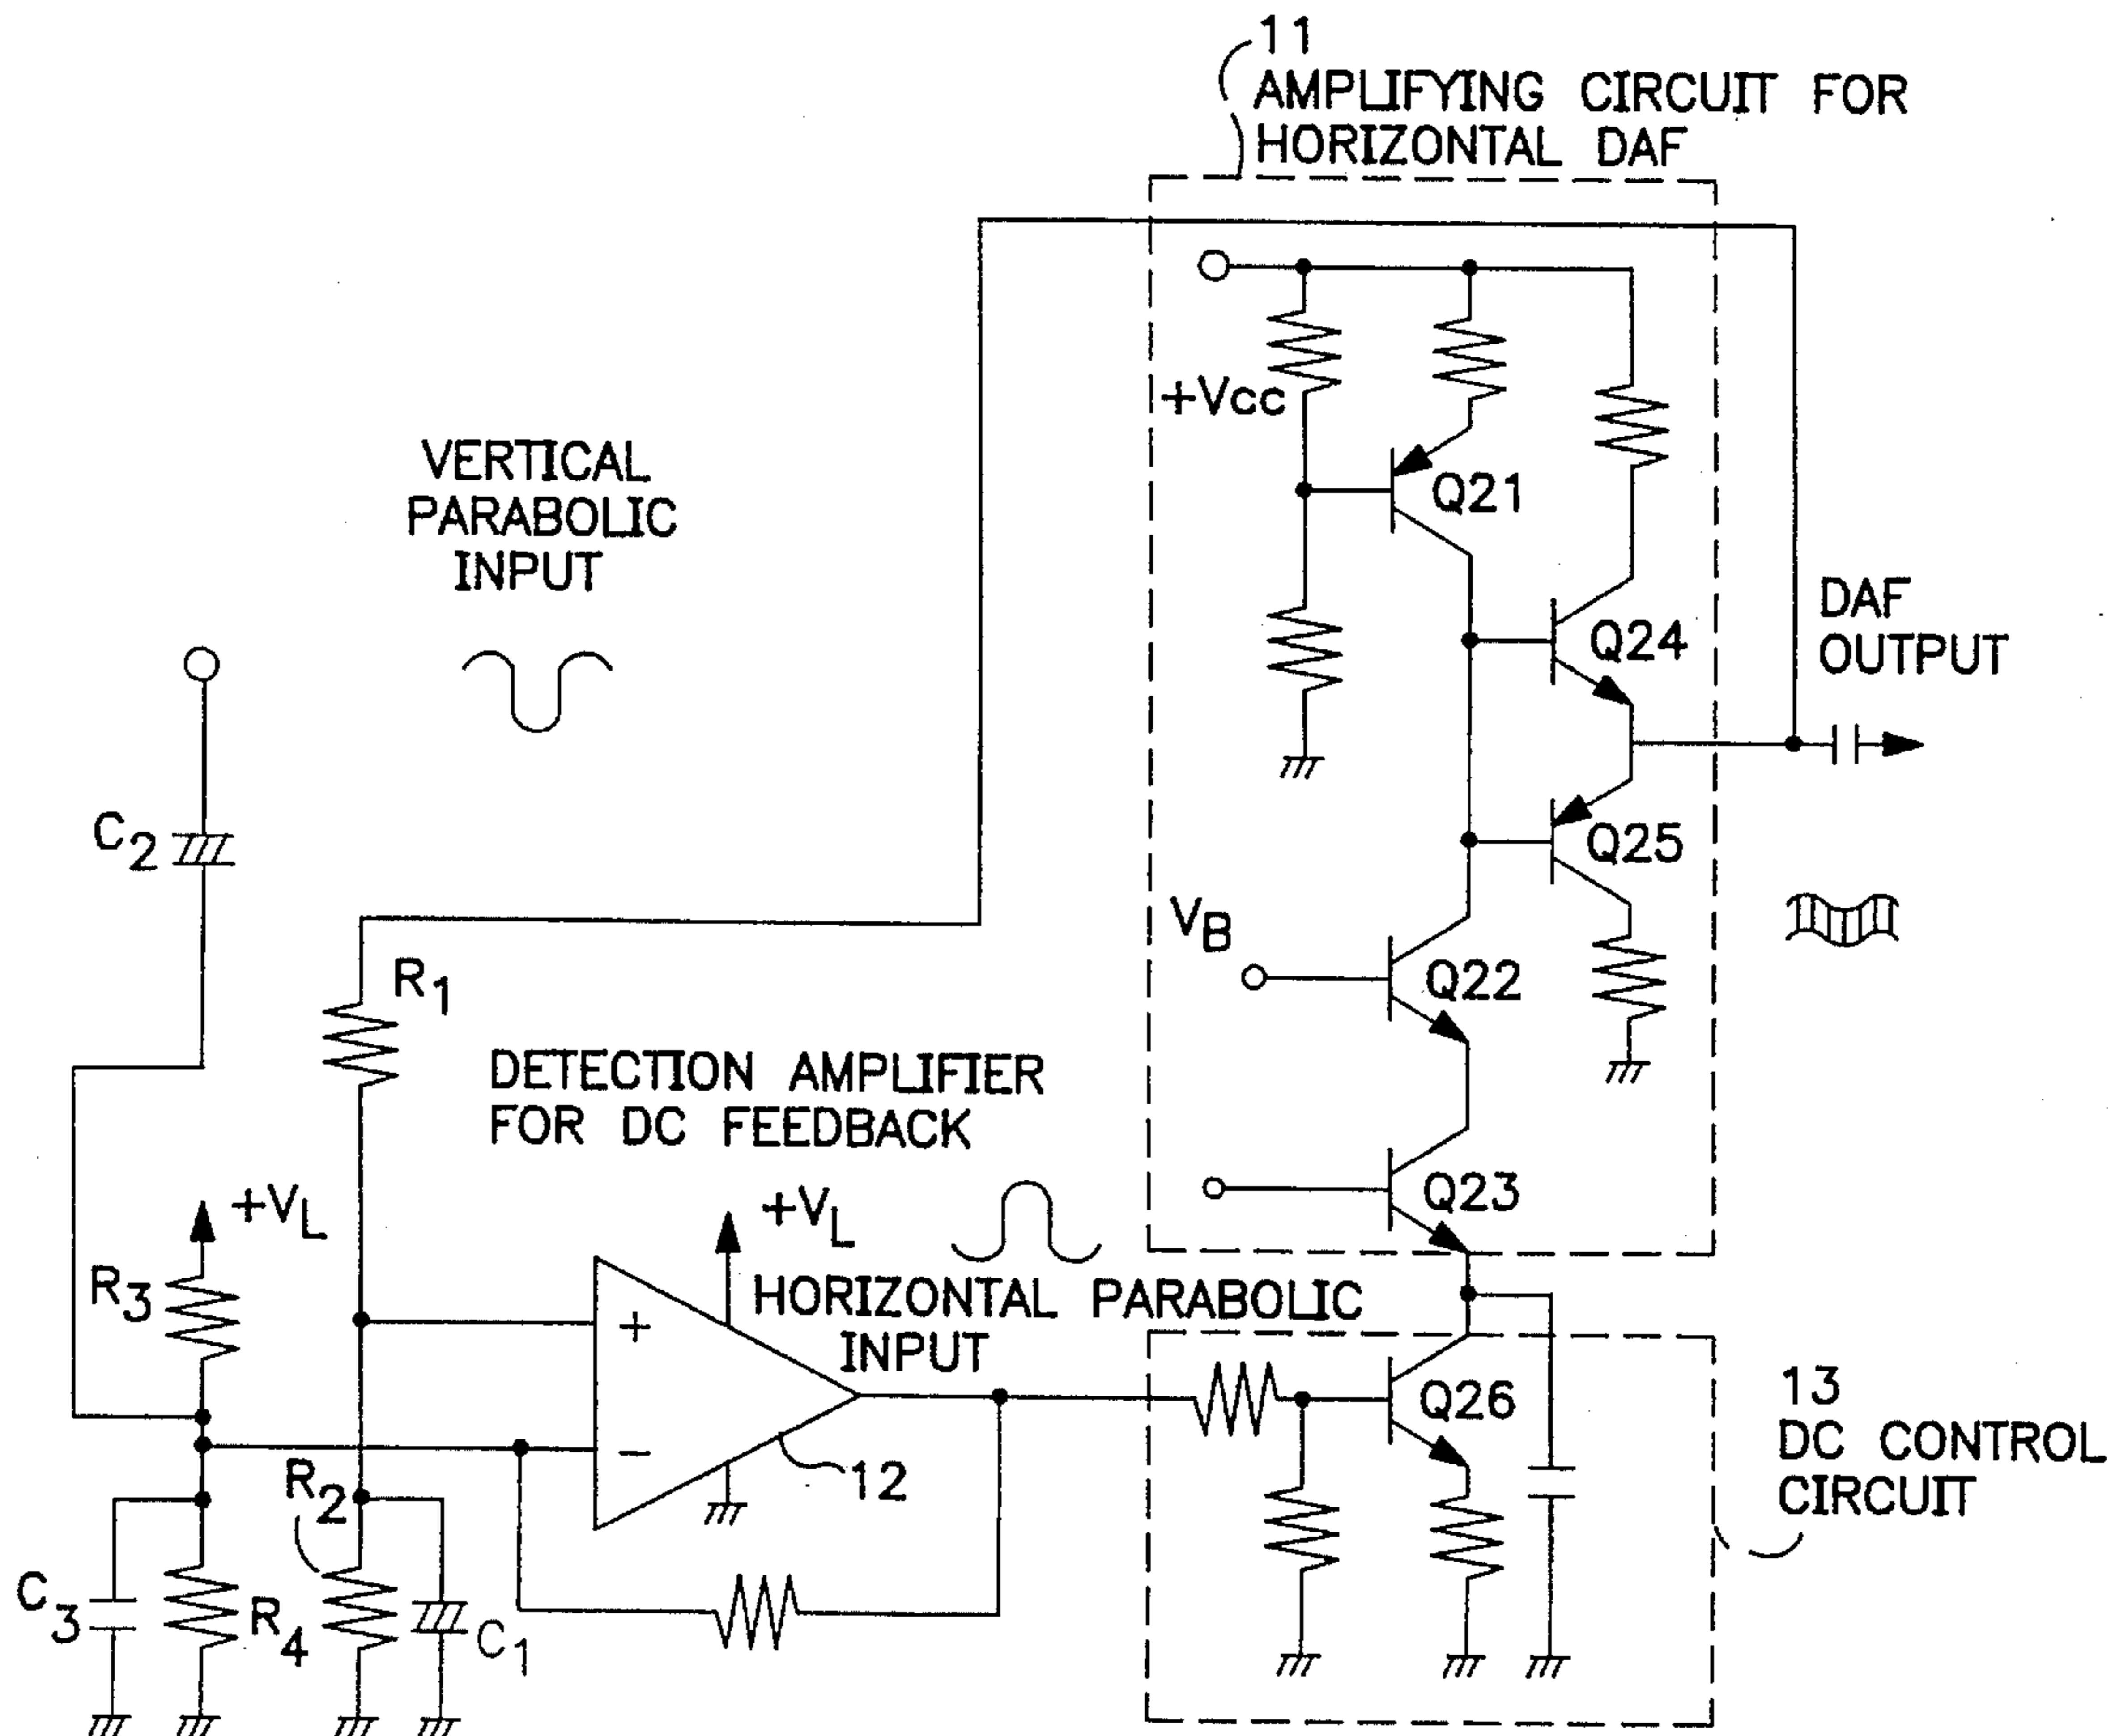 11
AMPLIFYING CIRCUIT FOR
HORIZONTAL DAF
+Vcc
Q21
VERTICAL
PARABOLIC
INPUT
Q24
DAF
OUTPUT
C2
Q25
VB
Q22
R1
DETECTION AMPLIFIER
FOR DC FEEDBACK
Q23
+VL
+VL
R3
HORIZONTAL PARABOLIC
INPUT
+
-
12
Q26
13
DC CONTROL
CIRCUIT
R2
C3
R4
C1